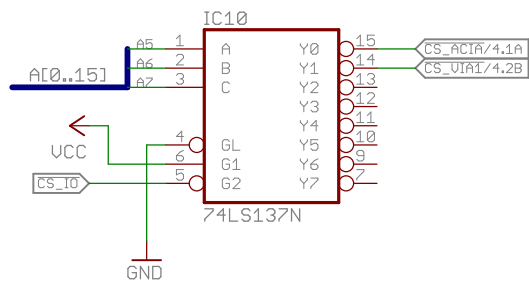 IC10
A5 1 A Y0 15 CS_ACIA/4.1A
A6 2 B Y1 14 CS_VIA1/4.2B
A[0..15] A7 3 C Y2 13
Y3 12
Y4 11
VCC 4 GL Y5 10
6 G1 Y6 9
CS_IO 5 G2 Y7 7
74LS137N
GND